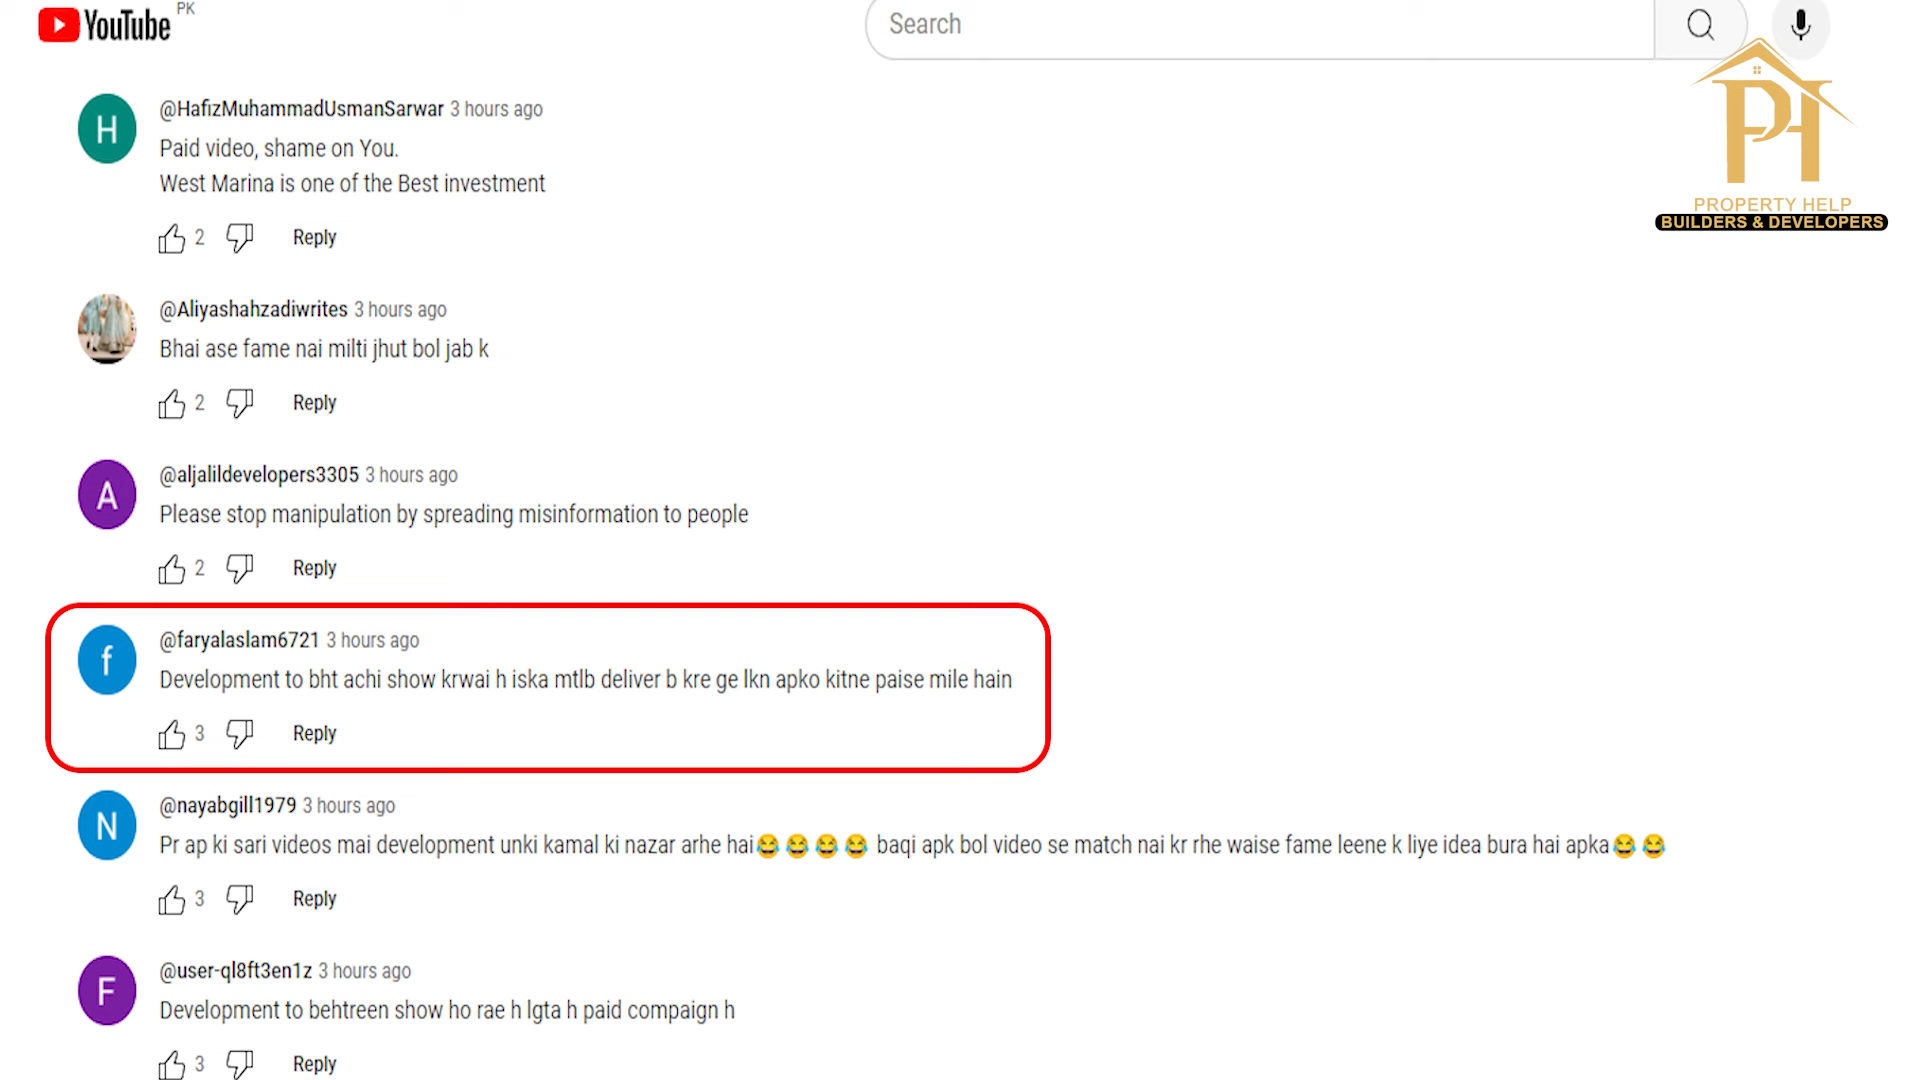 YouTube PK
Search
PH
PROPERTY HELP
BUILDERS & DEVELOPERS
H
@HafizMuhammadUsmanSarwar 3 hours ago
Paid video, shame on You.
West Marina is one of the Best investment
2 Reply
@Aliyashahzadiwrites 3 hours ago
Bhai ase fame nai milti jhut bol jab k
2 Reply
A
@aljalildevelopers3305 3 hours ago
Please stop manipulation by spreading misinformation to people
2 Reply
f
@faryalaslam6721 3 hours ago
Development to bht achi show krwai h iska mtlb deliver b kre ge lkn apko kitne paise mile hain
3 Reply
N
@nayabgill1979 3 hours ago
Pr ap ki sari videos mai development unki kamal ki nazar arhe hai😂😂😂😂 baqi apk bol video se match nai kr rhe waise fame leene k liye idea bura hai apka😂😂
3 Reply
F
@user-ql8ft3en1z 3 hours ago
Development to behtreen show ho rae h lgta h paid compaign h
3 Reply